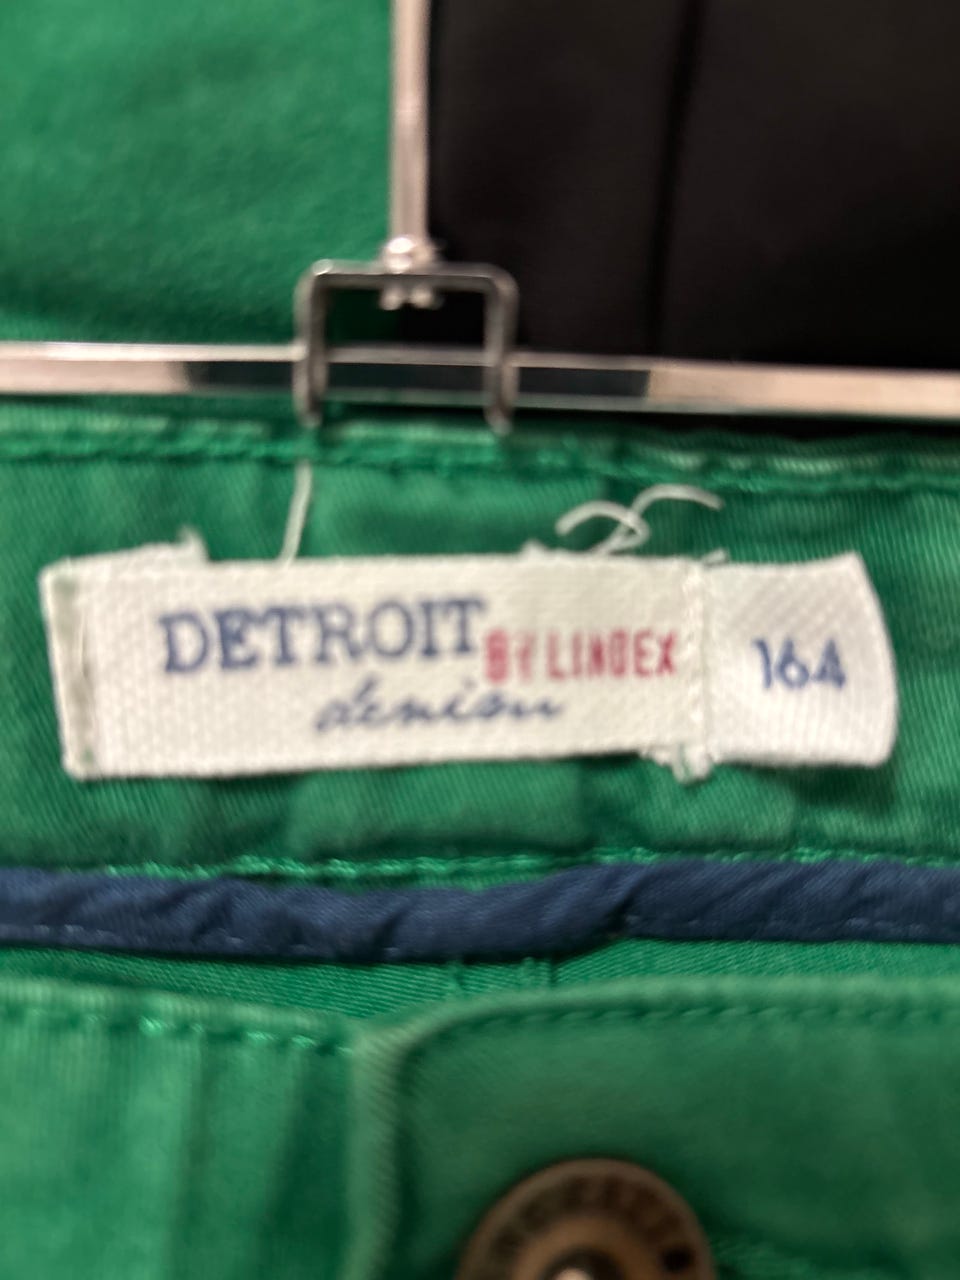 DETROIT BY LINDEX
denim
164